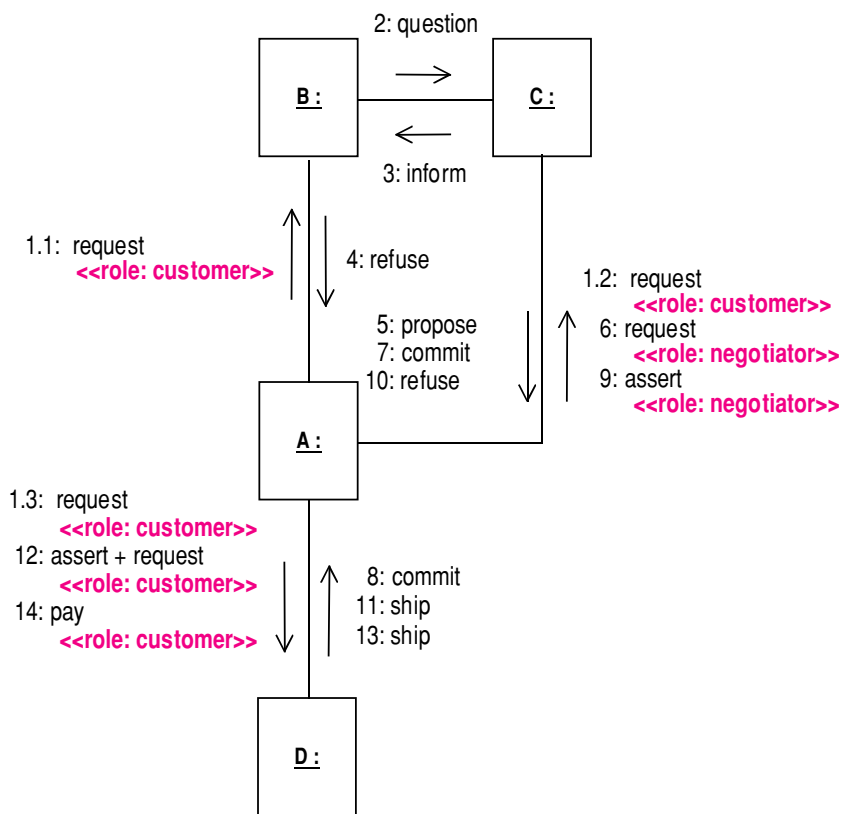 2: question
B :
C :
3: inform
1.1: request
<<role: customer>>
4: refuse
5: propose
7: commit
10: refuse
1.2: request
<<role: customer>>
6: request
<<role: negotiator>>
9: assert
<<role: negotiator>>
A :
1.3: request
<<role: customer>>
12: assert + request
<<role: customer>>
14: pay
<<role: customer>>
8: commit
11: ship
13: ship
D :